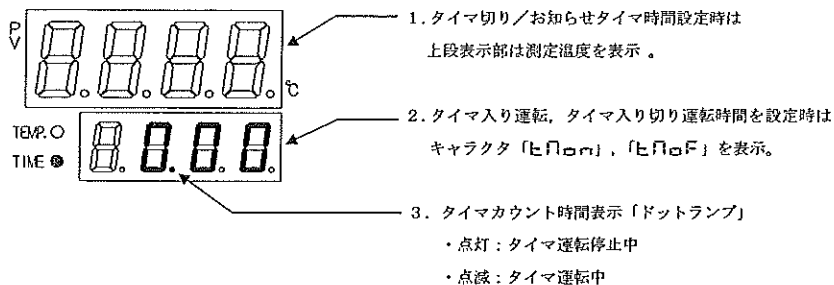 PV
℃
TEMP.
TIME
1. タイマ切り／お知らせタイマ時間設定時は
上段表示部は測定温度を表示 。
2. タイマ入り運転, タイマ入り切り運転時間を設定時は
キャラクタ「tMon」,「tMoF」を表示。
3. タイマカウント時間表示「ドットランプ」
・点灯：タイマ運転停止中
・点滅：タイマ運転中